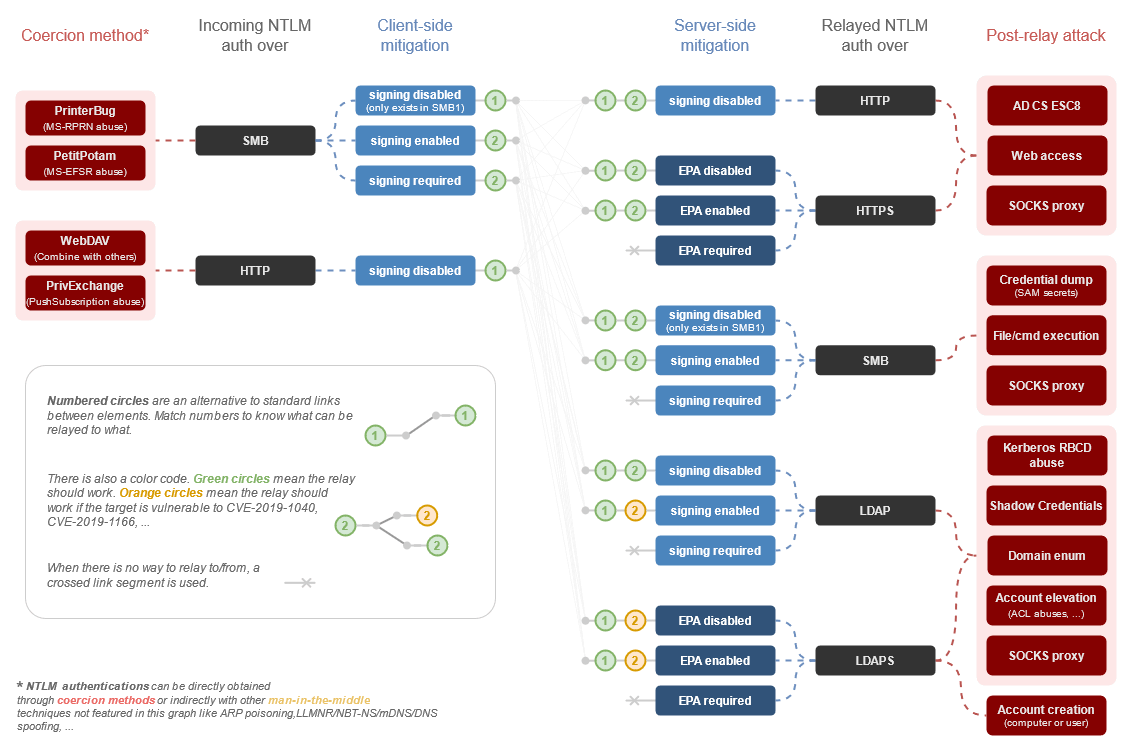 Coercion method*
Incoming NTLM
auth over
Client-side
mitigation
Server-side
mitigation
Relayed NTLM
auth over
Post-relay attack
PrinterBug
(MS-RPRN abuse)
PetitPotam
(MS-EFSR abuse)
SMB
signing disabled
(only exists in SMB1)
1
signing enabled
2
signing required
2
WebDAV
(Combine with others)
PrivExchange
(PushSubscription abuse)
HTTP
signing disabled
1
1 2 signing disabled
HTTP
1 2 EPA disabled
1 2 EPA enabled
EPA required
HTTPS
AD CS ESC8
Web access
SOCKS proxy
1 2 signing disabled
(only exists in SMB1)
1 2 signing enabled
signing required
SMB
Credential dump
(SAM secrets)
File/cmd execution
SOCKS proxy
1 2 signing disabled
1 2 signing enabled
signing required
LDAP
1 2 EPA disabled
1 2 EPA enabled
EPA required
LDAPS
Kerberos RBCD
abuse
Shadow Credentials
Domain enum
Account elevation
(ACL abuses, ...)
SOCKS proxy
Account creation
(computer or user)
Numbered circles are an alternative to standard links
between elements. Match numbers to know what can be
relayed to what.
1 1
There is also a color code. Green circles mean the relay
should work. Orange circles mean the relay should
work if the target is vulnerable to CVE-2019-1040,
CVE-2019-1166, ...
2 2
2
When there is no way to relay to/from, a
crossed link segment is used.
* NTLM authentications can be directly obtained
through coercion methods or indirectly with other man-in-the-middle
techniques not featured in this graph like ARP poisoning,LLMNR/NBT-NS/mDNS/DNS
spoofing, ...